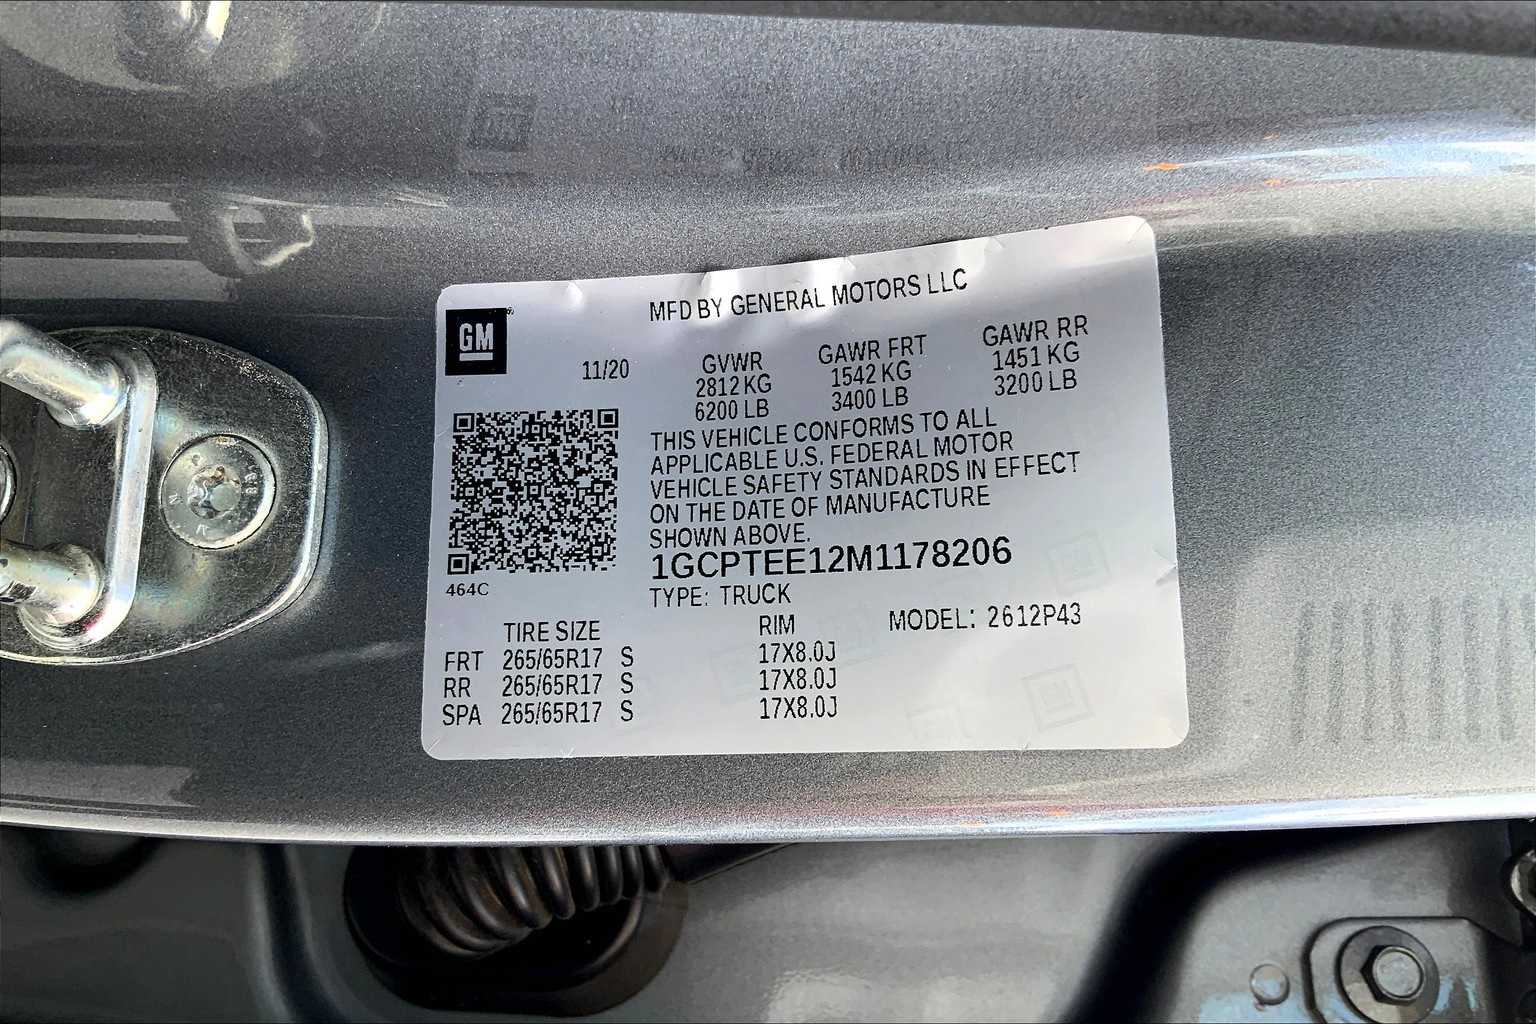 MFD BY GENERAL MOTORS LLC
GM
11/20
GVWR GAWR FRT GAWR RR
2812 KG 1542 KG 1451 KG
6200 LB 3400 LB 3200 LB
THIS VEHICLE CONFORMS TO ALL
APPLICABLE U.S. FEDERAL MOTOR
VEHICLE SAFETY STANDARDS IN EFFECT
ON THE DATE OF MANUFACTURE
SHOWN ABOVE.
1GCPTEE12M1178206
464C
TYPE: TRUCK
MODEL: 2612P43
TIRE SIZE RIM
FRT 265/65R17 S 17X8.0J
RR 265/65R17 S 17X8.0J
SPA 265/65R17 S 17X8.0J